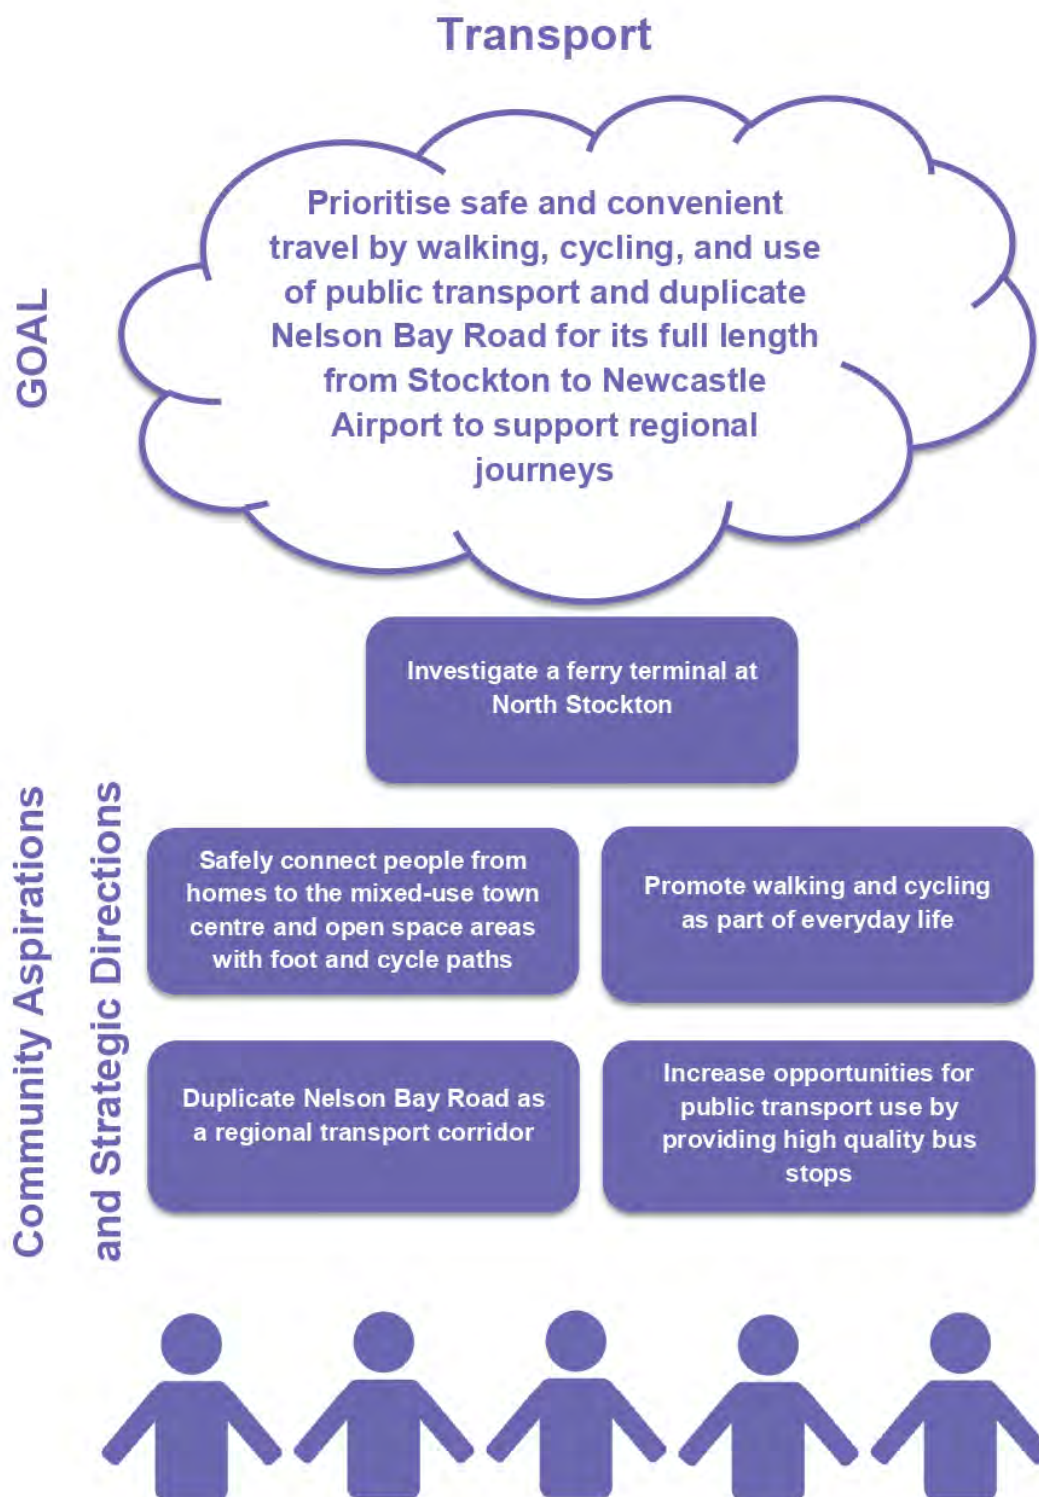 Transport
GOAL
Prioritise safe and convenient
travel by walking, cycling, and use
of public transport and duplicate
Nelson Bay Road for its full length
from Stockton to Newcastle
Airport to support regional
journeys
Community Aspirations
and Strategic Directions
Investigate a ferry terminal at
North Stockton
Safely connect people from
homes to the mixed-use town
centre and open space areas
with foot and cycle paths
Promote walking and cycling
as part of everyday life
Duplicate Nelson Bay Road as
a regional transport corridor
Increase opportunities for
public transport use by
providing high quality bus
stops